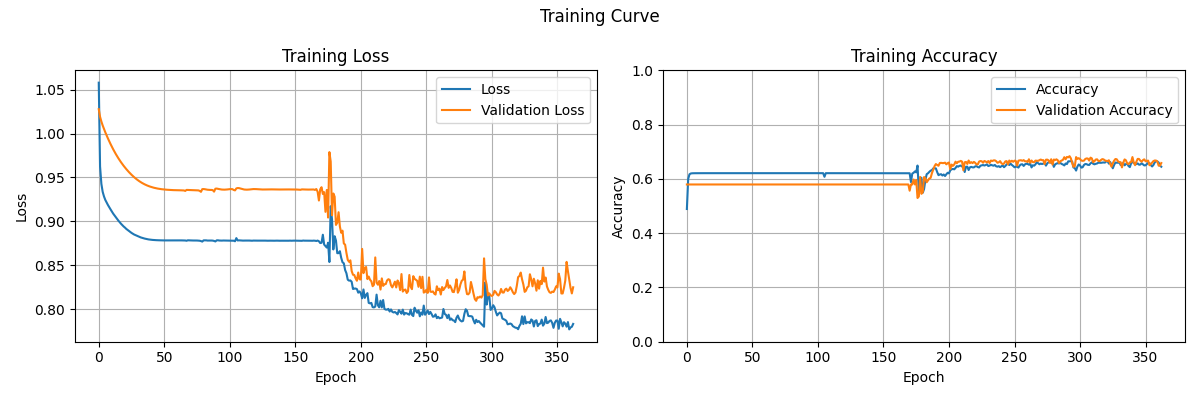 Training Curve
Training Loss
1.05
1.00
0.95
0.90
0.85
0.80
Loss
0 50 100 150 200 250 300 350
Epoch
Loss
Validation Loss
Training Accuracy
1.0
0.8
0.6
0.4
0.2
0.0
Accuracy
0 50 100 150 200 250 300 350
Epoch
Accuracy
Validation Accuracy